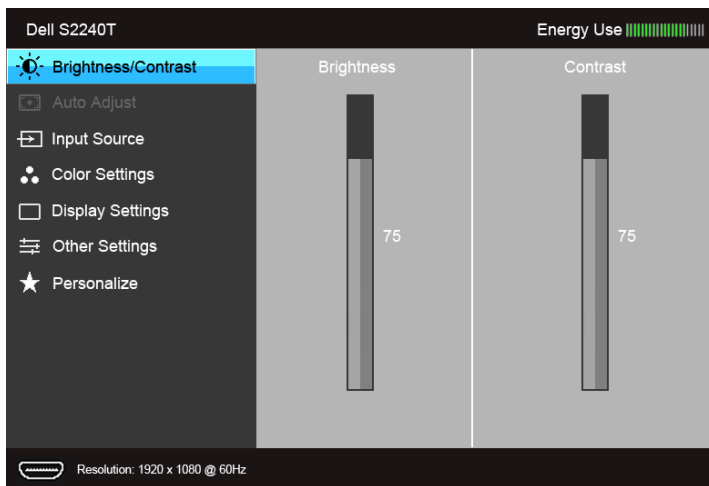 Dell S2240T
Energy Use
Brightness/Contrast
Brightness
Contrast
Auto Adjust
Input Source
Color Settings
Display Settings
75
75
Other Settings
Personalize
Resolution: 1920 x 1080 @ 60Hz